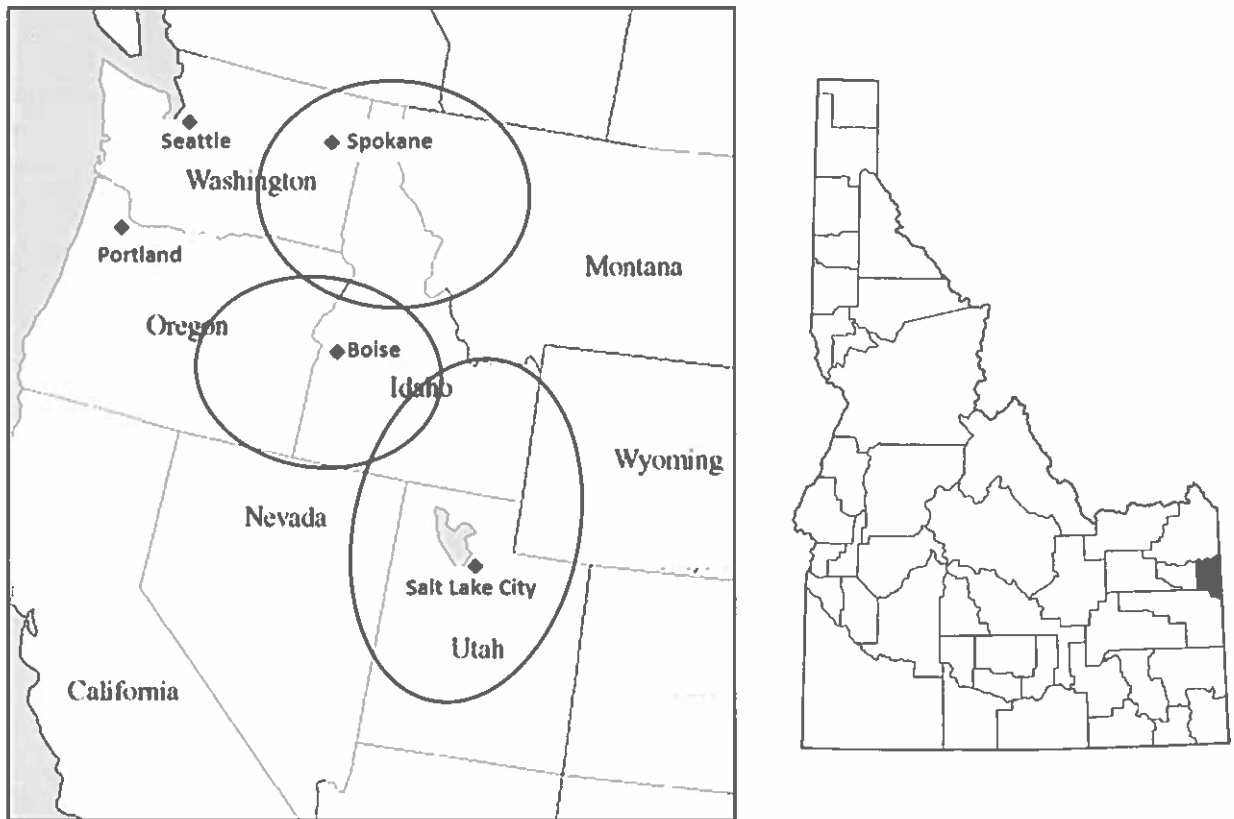 Seattle
Spokane
Washington
Portland
Montana
Oregon
Boise
Idaho
Wyoming
Nevada
Salt Lake City
Utah
California